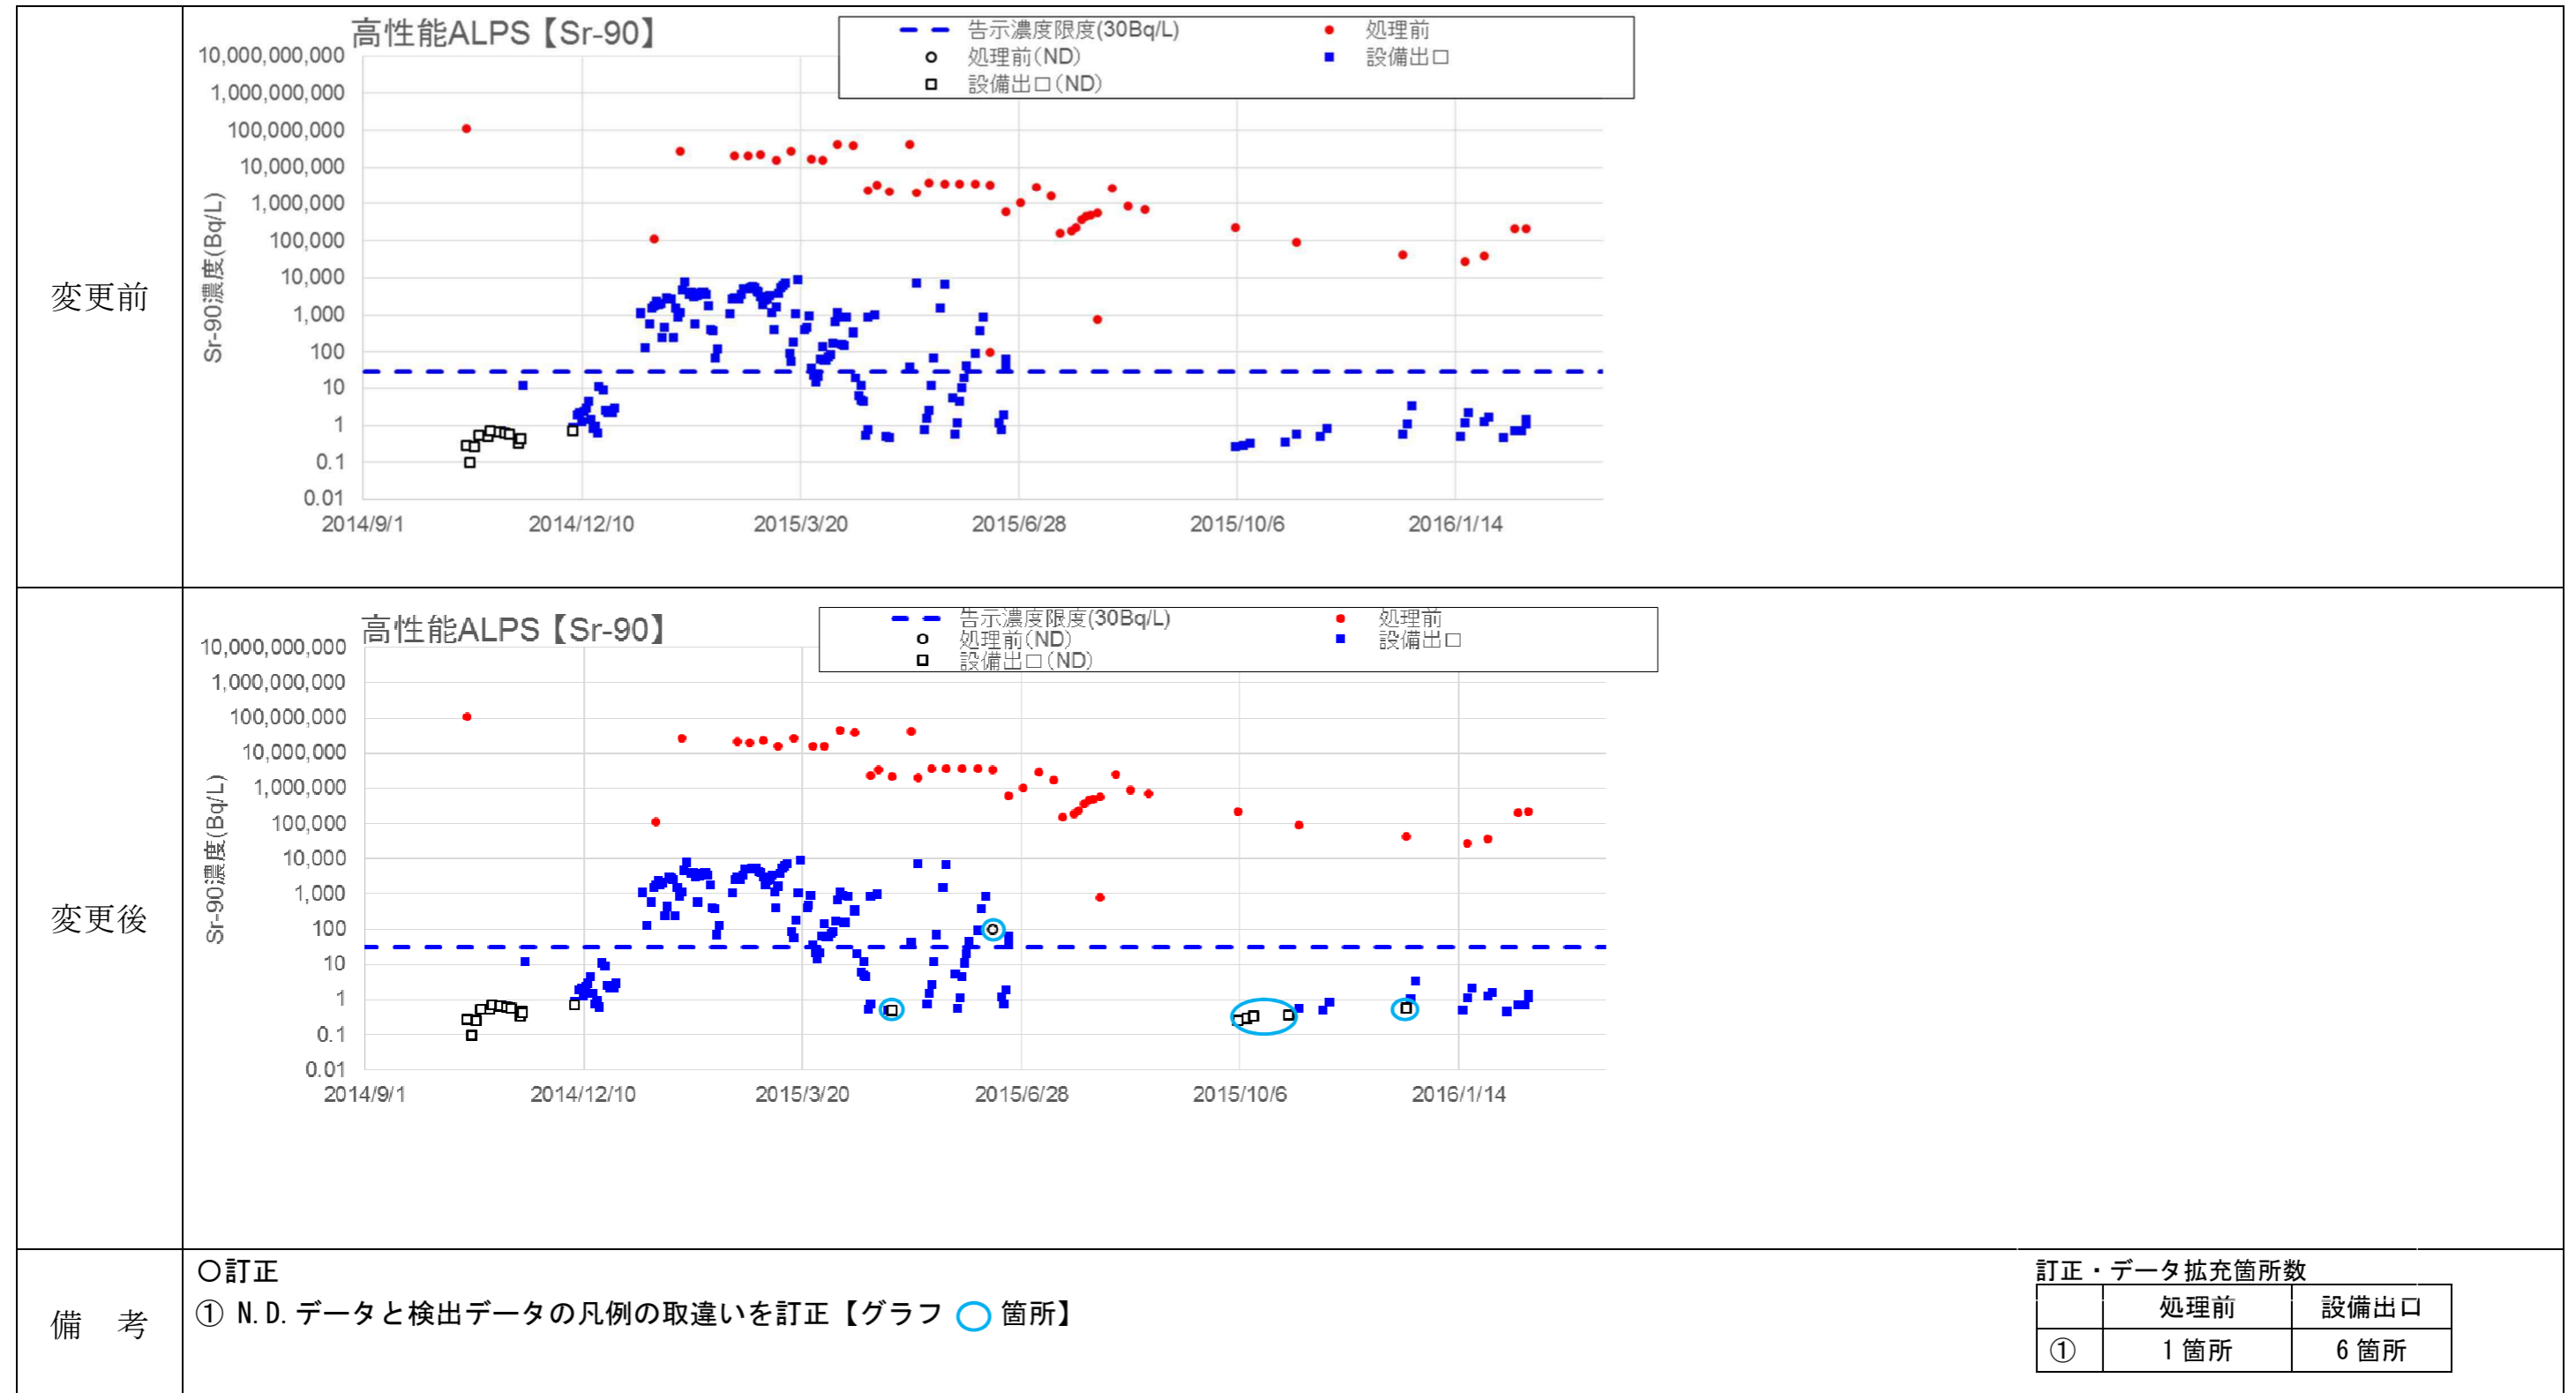 変更前
高性能ALPS【Sr-90】
告示濃度限度(30Bq/L)
処理前
処理前(ND)
設備出口
設備出口(ND)
Sr-90濃度(Bq/L)
10,000,000,000
1,000,000,000
100,000,000
10,000,000
1,000,000
100,000
10,000
1,000
100
10
1
0.1
0.01
2014/9/1 2014/12/10 2015/3/20 2015/6/28 2015/10/6 2016/1/14
変更後
高性能ALPS【Sr-90】
告示濃度限度(30Bq/L)
処理前
処理前(ND)
設備出口
設備出口(ND)
Sr-90濃度(Bq/L)
10,000,000,000
1,000,000,000
100,000,000
10,000,000
1,000,000
100,000
10,000
1,000
100
10
1
0.1
0.01
2014/9/1 2014/12/10 2015/3/20 2015/6/28 2015/10/6 2016/1/14
備 考
〇訂正
① N.D.データと検出データの凡例の取違いを訂正【グラフ 箇所】
訂正・データ拡充箇所数
処理前 設備出口
① 1箇所 6箇所